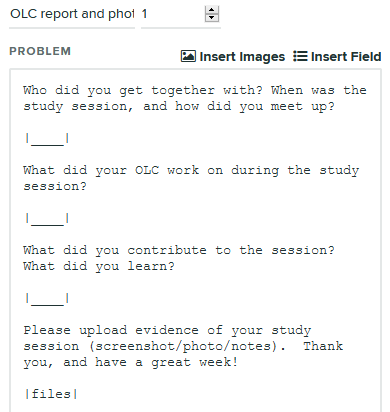 OLC report and phot 1
PROBLEM
Insert Images Insert Field
Who did you get together with? When was the
study session, and how did you meet up?
|____|
What did your OLC work on during the study
session?
|____|
What did you contribute to the session?
What did you learn?
|____|
Please upload evidence of your study
session (screenshot/photo/notes).  Thank
you, and have a great week!
|files|